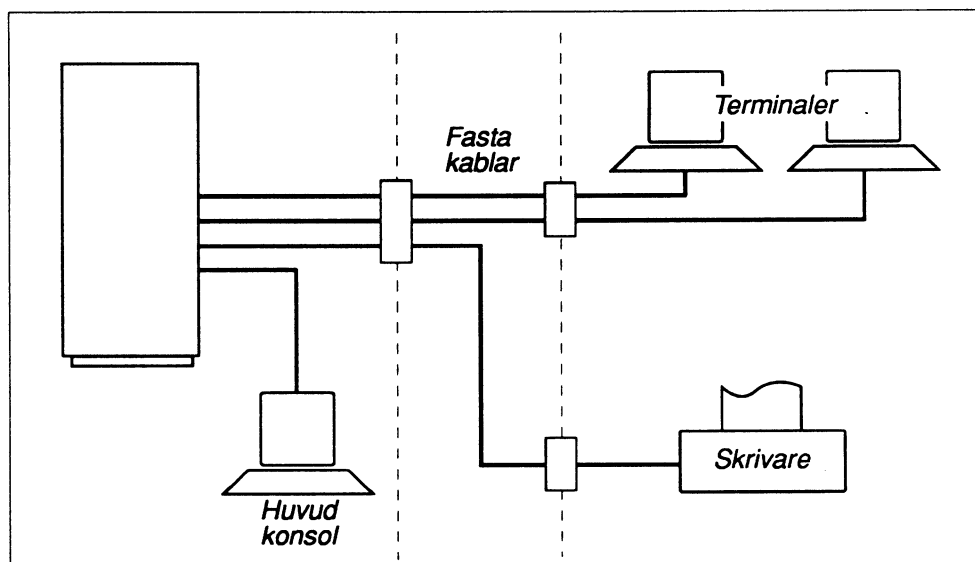 Terminaler
Fasta
kablar
Skrivare
Huvud
konsol